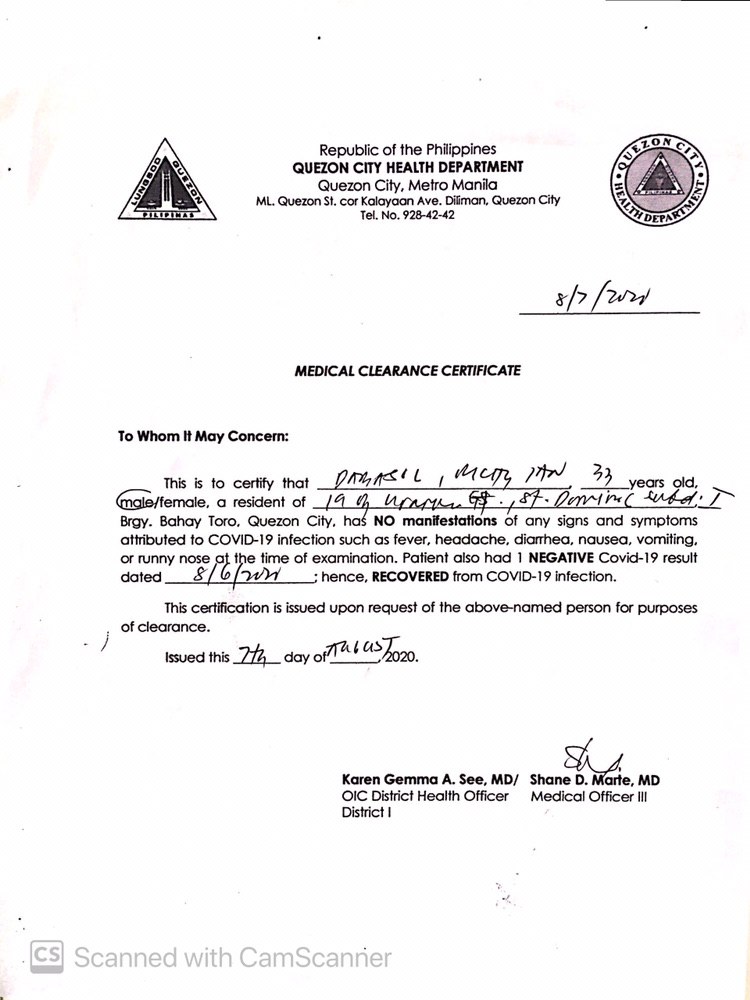 LUNGSOD QUEZON
PILIPINAS
Republic of the Philippines
QUEZON CITY HEALTH DEPARTMENT
Quezon City, Metro Manila
ML. Quezon St. cor Kalayaan Ave. Diliman, Quezon City
Tel. No. 928-42-42
QUEZON CITY
HEALTH DEPARTMENT
8/7/2020
MEDICAL CLEARANCE CERTIFICATE
To Whom It May Concern:
This is to certify that 33 years old,
male/female, a resident of 19 St. Dominic Subd. I
Brgy. Bahay Toro, Quezon City, has NO manifestations of any signs and symptoms
attributed to COVID-19 infection such as fever, headache, diarrhea, nausea, vomiting,
or runny nose at the time of examination. Patient also had 1 NEGATIVE Covid-19 result
dated 8/6/2020; hence, RECOVERED from COVID-19 infection.
This certification is issued upon request of the above-named person for purposes
of clearance.
Issued this 7th day of August, 2020.
Karen Gemma A. See, MD/ Shane D. Marte, MD
OIC District Health Officer Medical Officer III
District I
CS Scanned with CamScanner